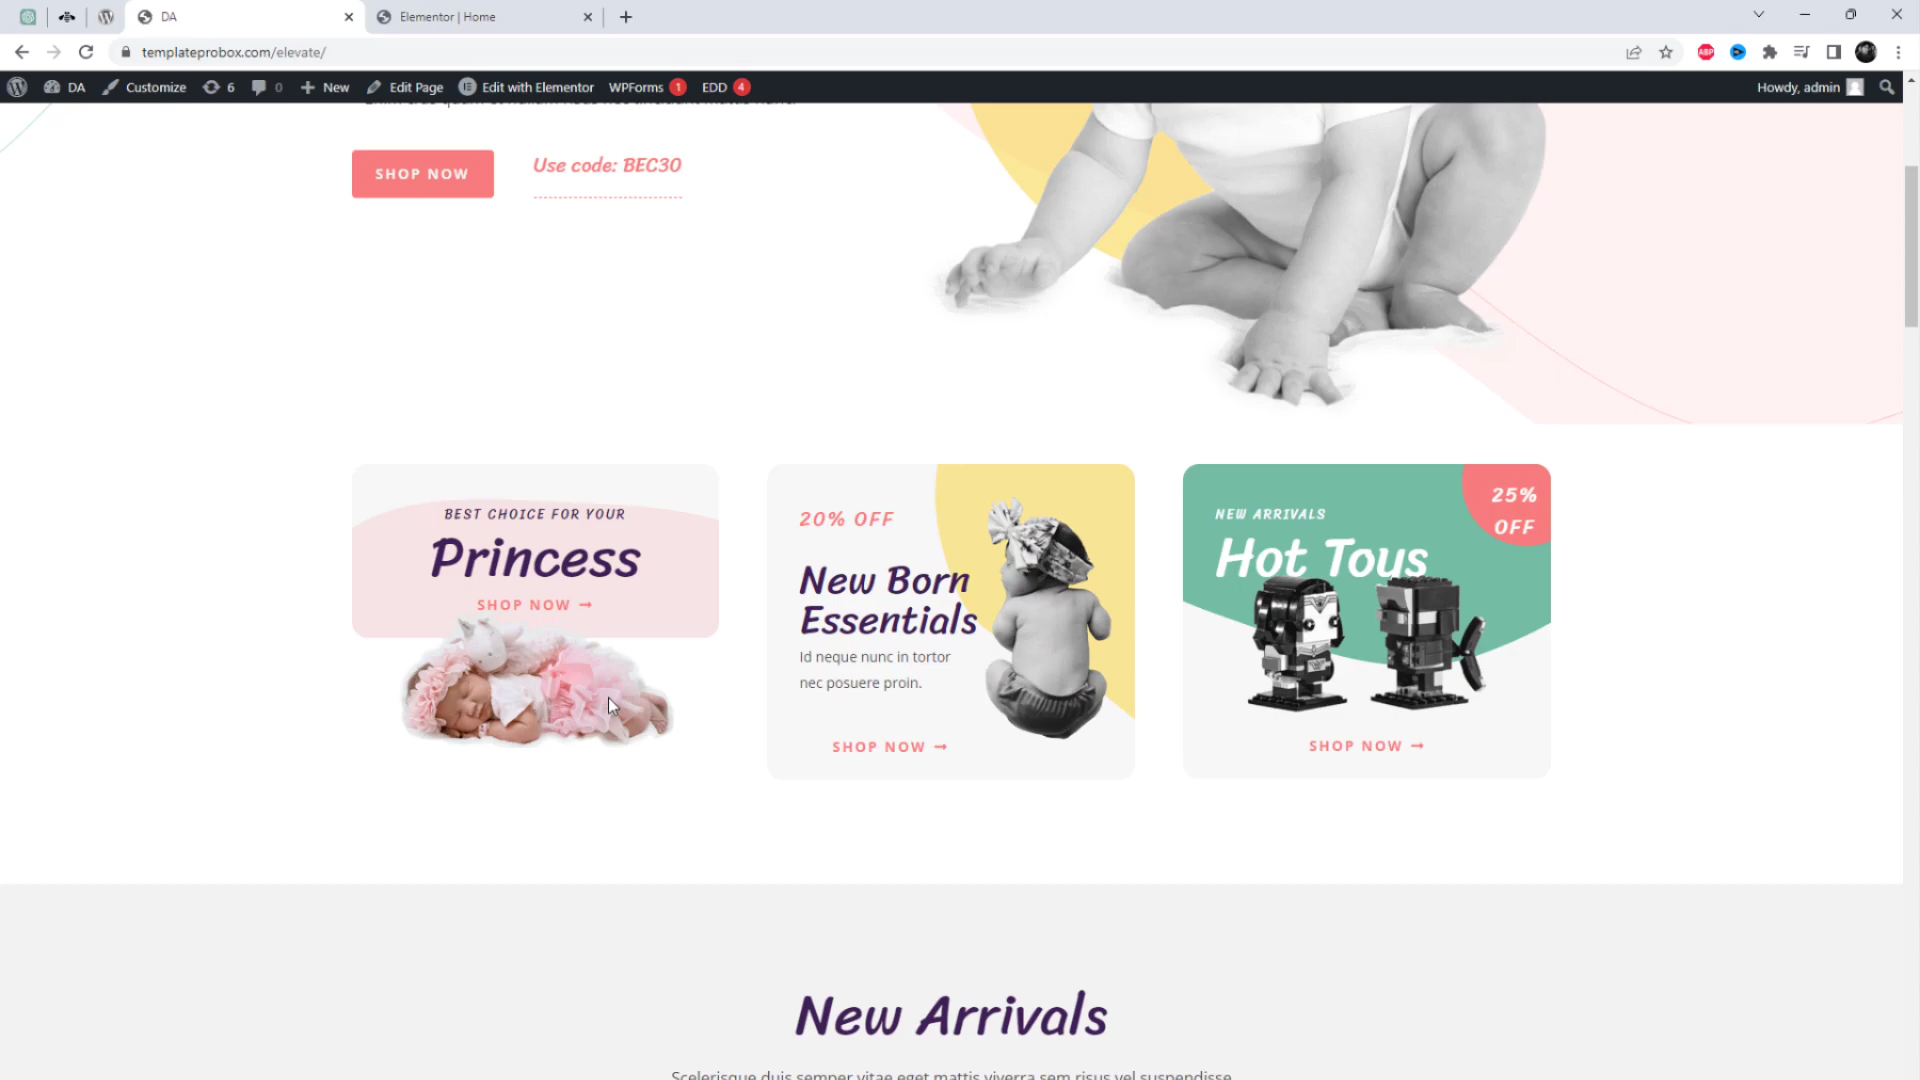 DA
Elementor | Home
templateprobox.com/elevate/
ABP
DA
Customize
6
0
New
Edit Page
Edit with Elementor
WPForms 1
EDD 4
Howdy, admin
SHOP NOW
Use code: BEC30
BEST CHOICE FOR YOUR
Princess
SHOP NOW →
20% OFF
New Born
Essentials
Id neque nunc in tortor
nec posuere proin.
SHOP NOW →
25%
OFF
NEW ARRIVALS
Hot Tous
SHOP NOW →
New Arrivals
Scelerisque duis semper vitae eget mattis viverra sem risus vel suspendisse